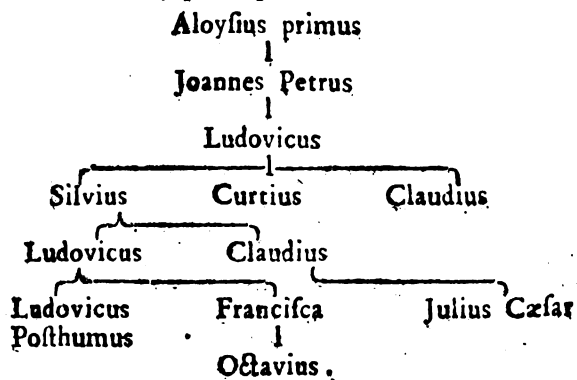 Aloyſius primus
Joannes Petrus
Ludovicus
Silvius Curtius Claudius
Ludovicus Claudius
Ludovicus Franciſca Julius Cæſar
Poſthumus
Octavius.